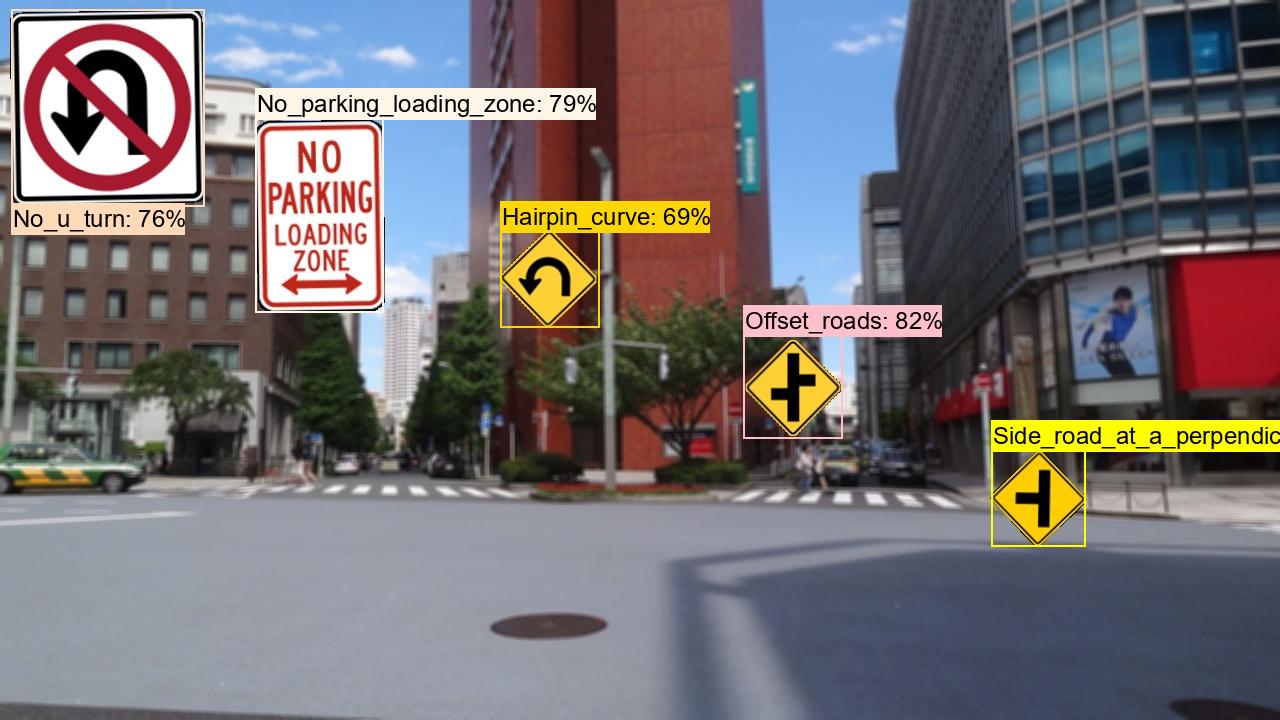 No_u_turn: 76%
No_parking_loading_zone: 79%
NO
PARKING
LOADING
ZONE
Hairpin_curve: 69%
Offset_roads: 82%
Side_road_at_a_perpendic